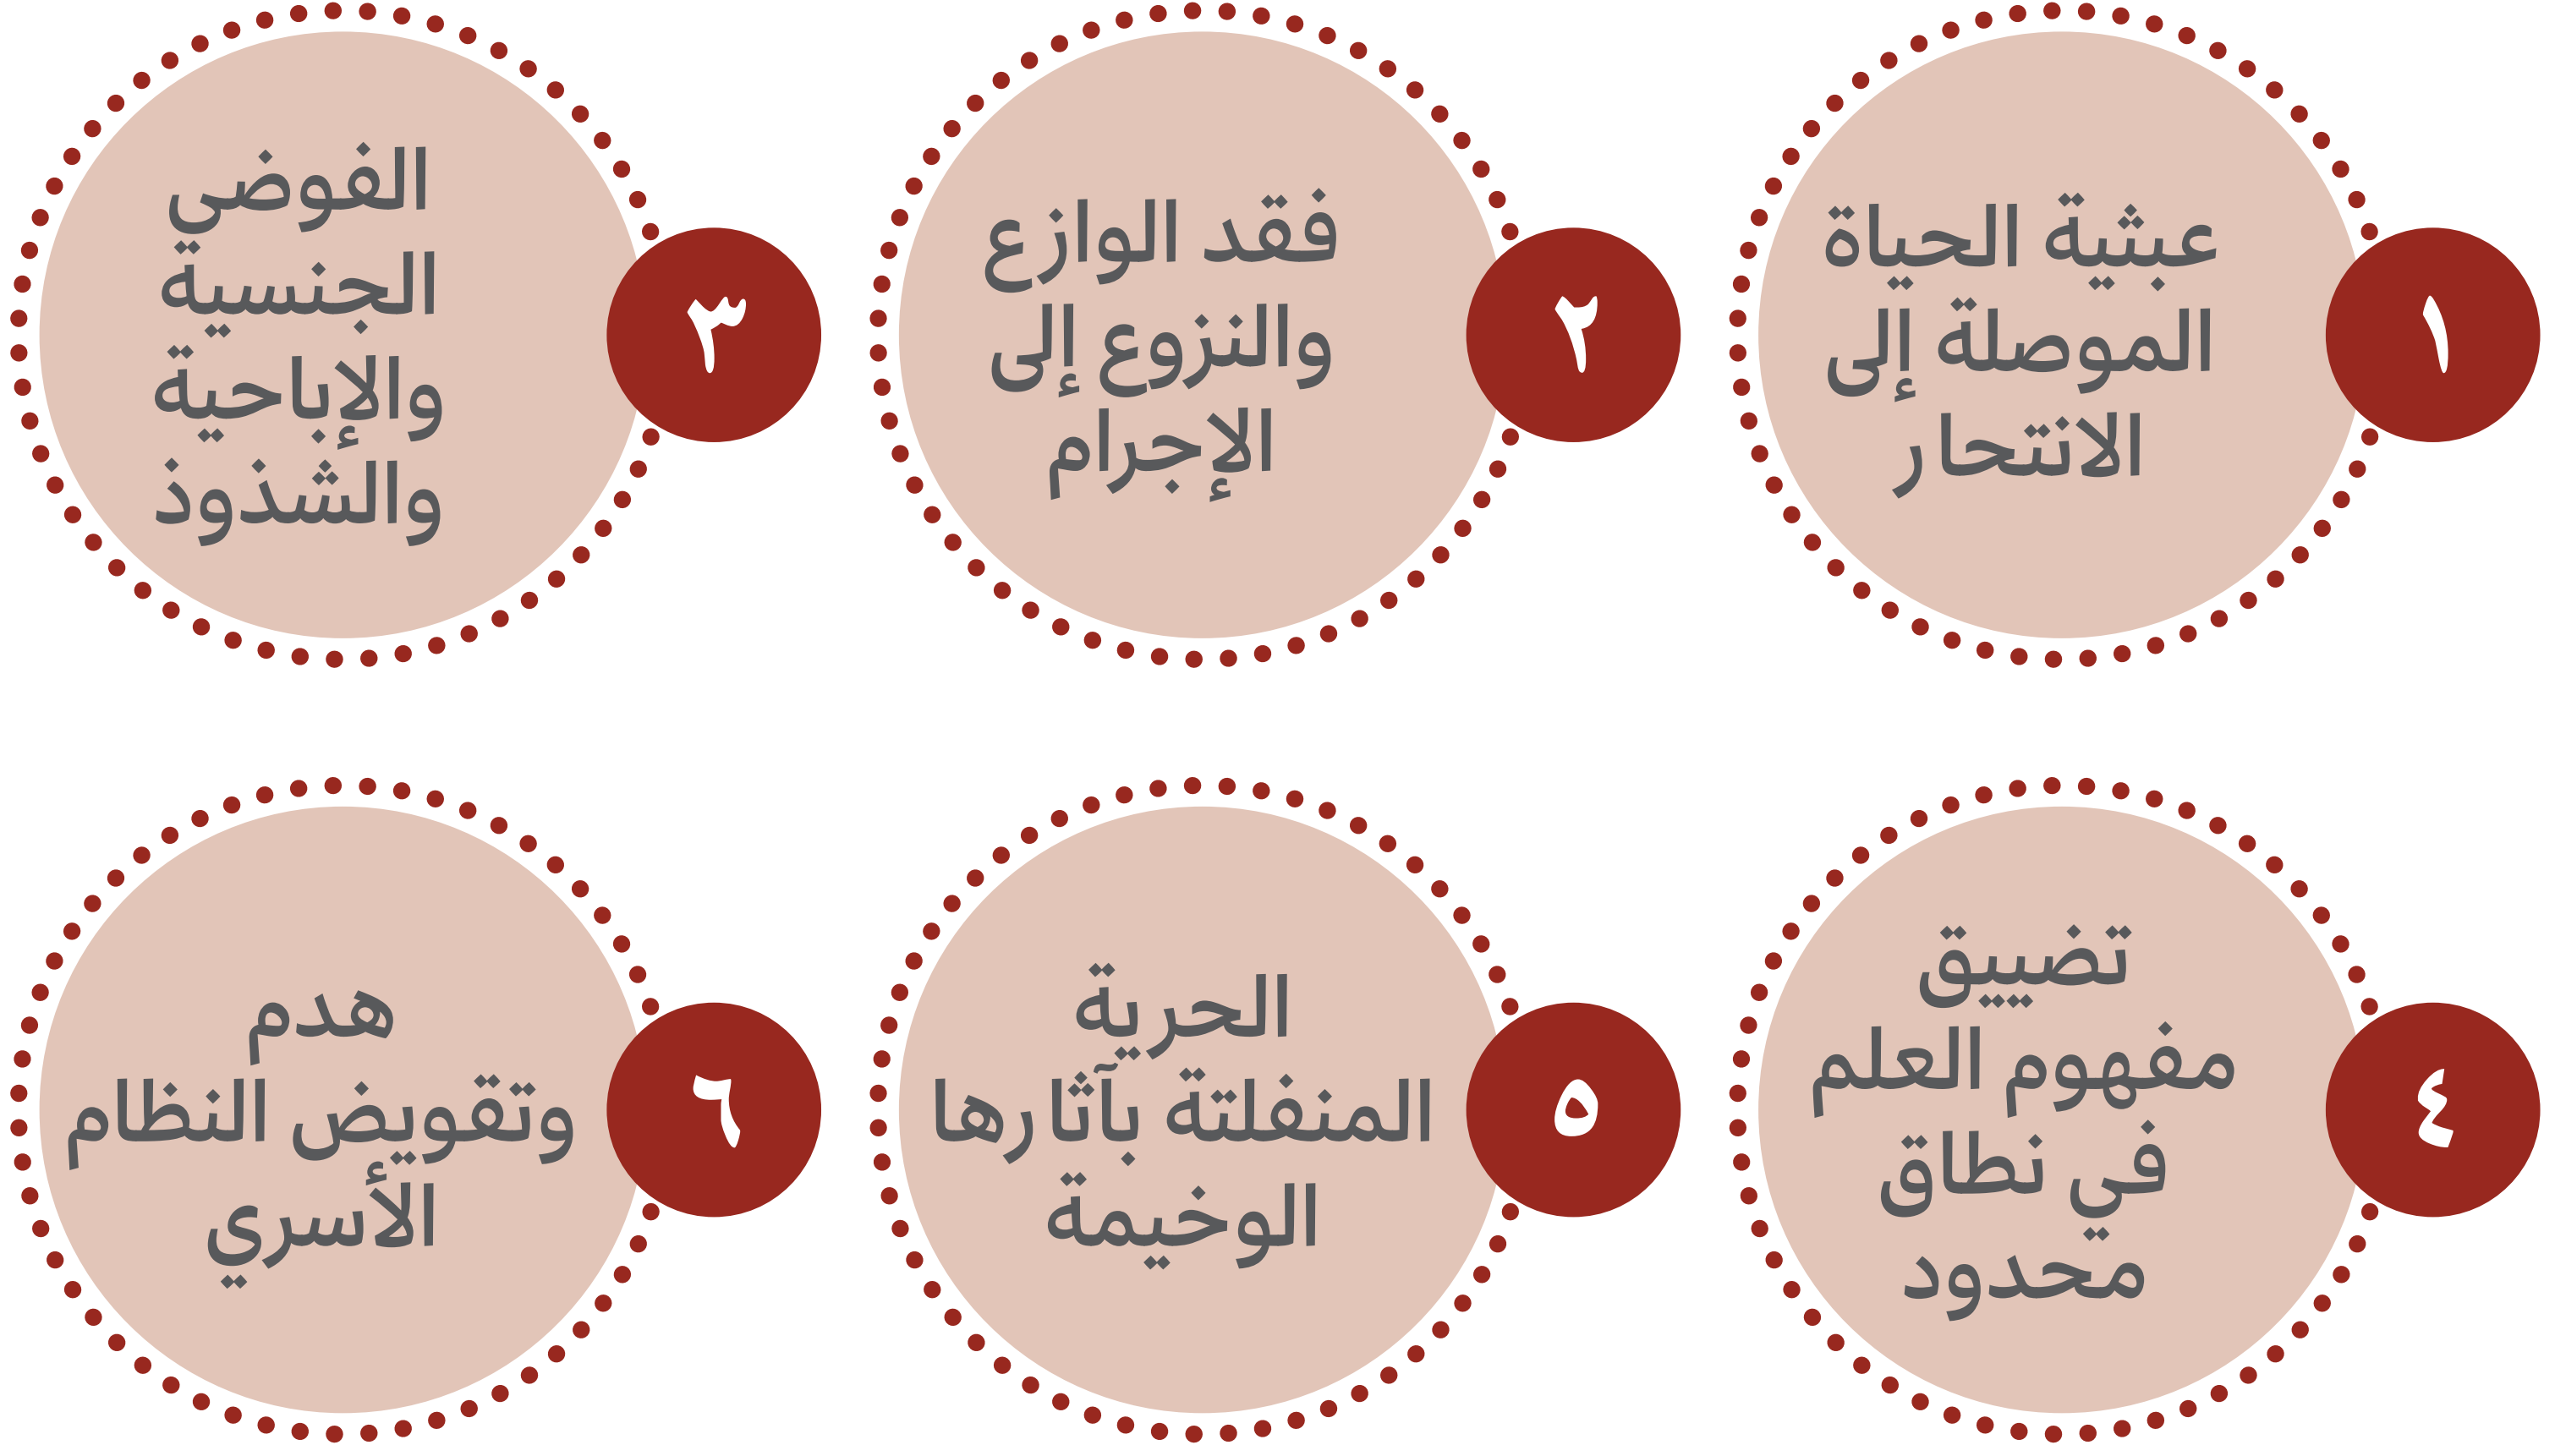 ١
عبثية الحياة
الموصلة إلى
الانتحار
٢
فقد الوازع
والنزوع إلى
الإجرام
٣
الفوضى
الجنسية
والإباحية
والشذوذ
٤
تضييق
مفهوم العلم
في نطاق
محدود
٥
الحرية
المنفلتة بآثارها
الوخيمة
٦
هدم
وتقويض النظام
الأسري